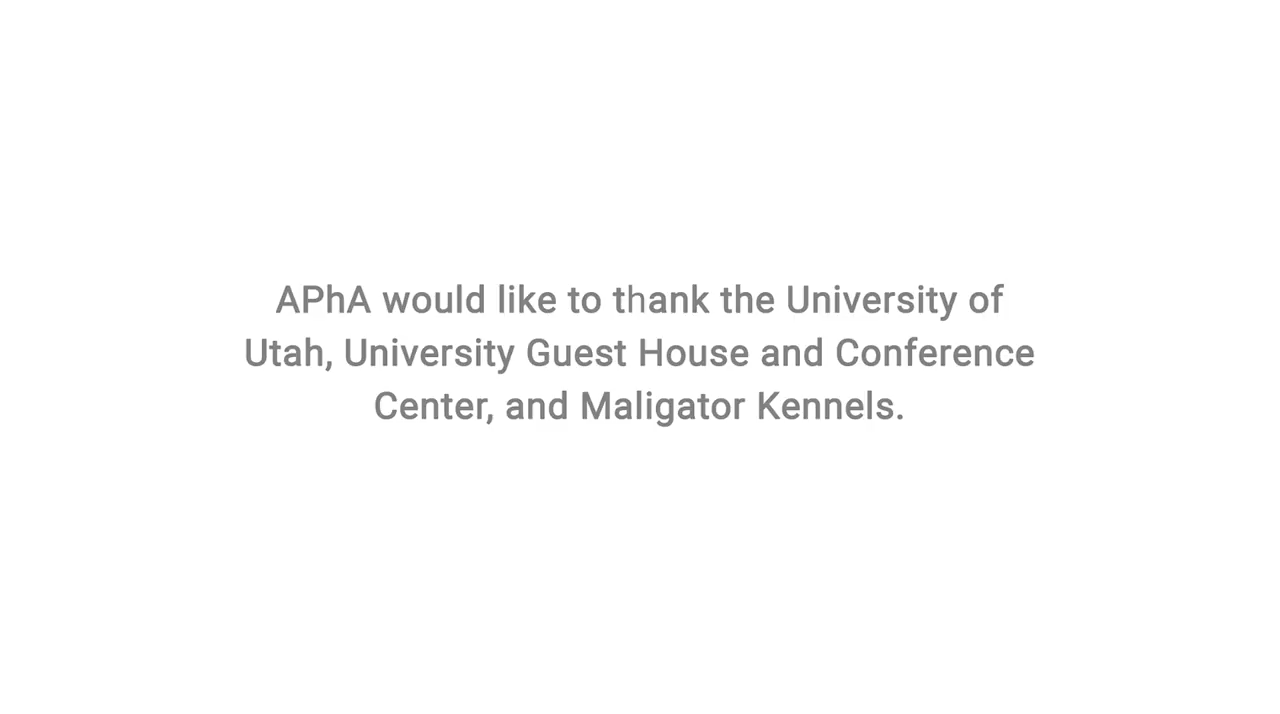 APhA would like to thank the University of
Utah, University Guest House and Conference
Center, and Maligator Kennels.